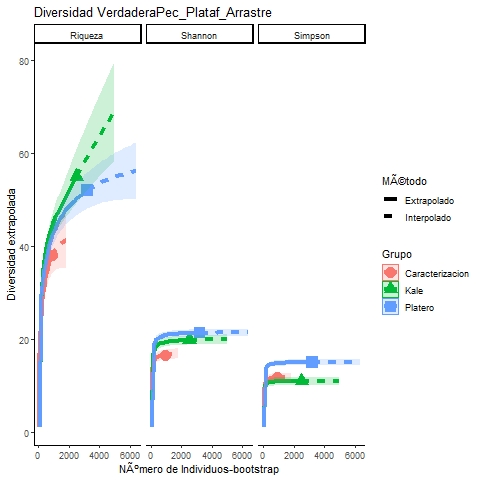 Diversidad VerdaderaPec_Plataf_Arrastre
Riqueza
Shannon
Simpson
80
60
40
20
0
Diversidad extrapolada
0 2000 4000 6000
0 2000 4000 6000
0 2000 4000 6000
NÃºmero de Individuos-bootstrap
MÃ©todo
Extrapolado
Interpolado
Grupo
Caracterizacion
Kale
Platero